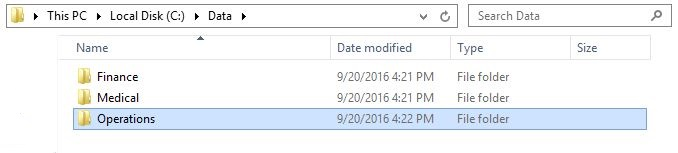 This PC Local Disk (C:) Data Search Data
Name Date modified Type Size
Finance 9/20/2016 4:21 PM File folder
Medical 9/20/2016 4:21 PM File folder
Operations 9/20/2016 4:22 PM File folder